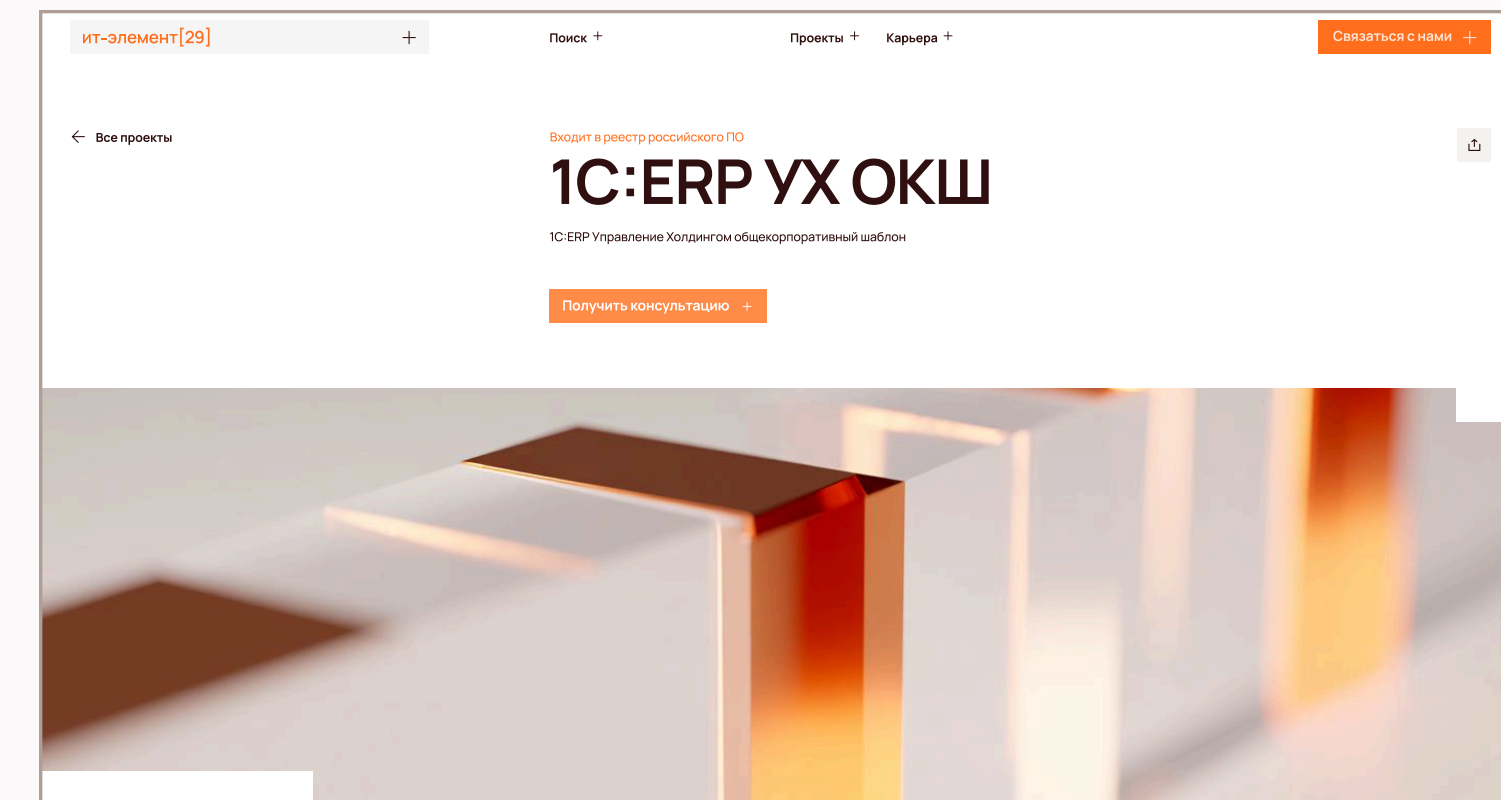 ит-элемент[29]
Поиск
Проекты
Карьера
Связаться с нами
Все проекты
Входит в реестр российского ПО
1С:ERP УХ ОКШ
1С:ERP Управление Холдингом общекорпоративный шаблон
Получить консультацию